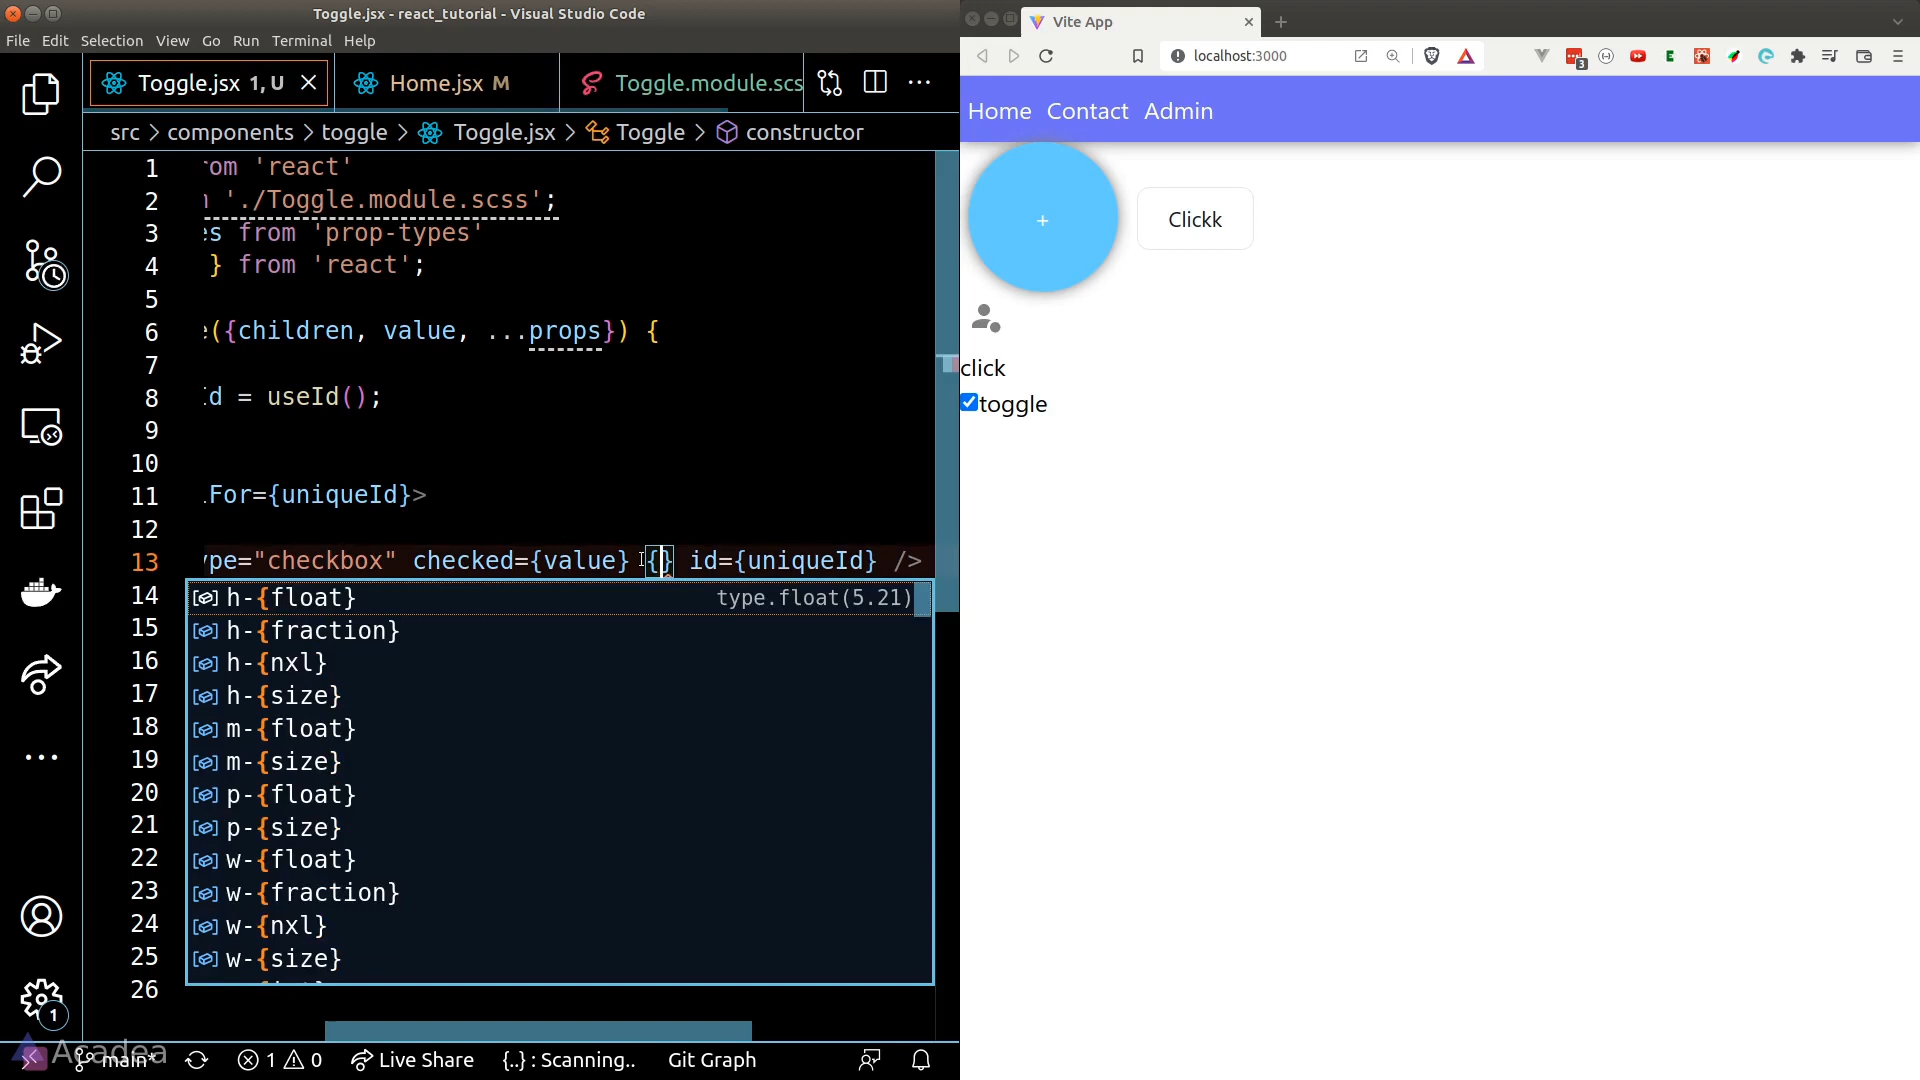 Toggle.jsx - react_tutorial - Visual Studio Code
File Edit Selection View Go Run Terminal Help
Toggle.jsx 1, U
Home.jsx M
Toggle.module.scs
src > components > toggle > Toggle.jsx > Toggle > constructor
1 rom 'react'
2 './Toggle.module.scss';
3 s from 'prop-types'
4 } from 'react';
5
6 ({children, value, ...props}) {
7
8 d = useId();
9
10
11 For={uniqueId}>
12
13 ype="checkbox" checked={value} {} id={uniqueId} />
14
15
16
17
18
19
20
21
22
23
24
25
26
h-{float} type.float(5.21)
h-{fraction}
h-{nxl}
h-{size}
m-{float}
m-{size}
p-{float}
p-{size}
w-{float}
w-{fraction}
w-{nxl}
w-{size}
1
Acadea
main* 1 0 Live Share {..} : Scanning.. Git Graph
Vite App
localhost:3000
3
Home Contact Admin
+
Clickk
click
toggle